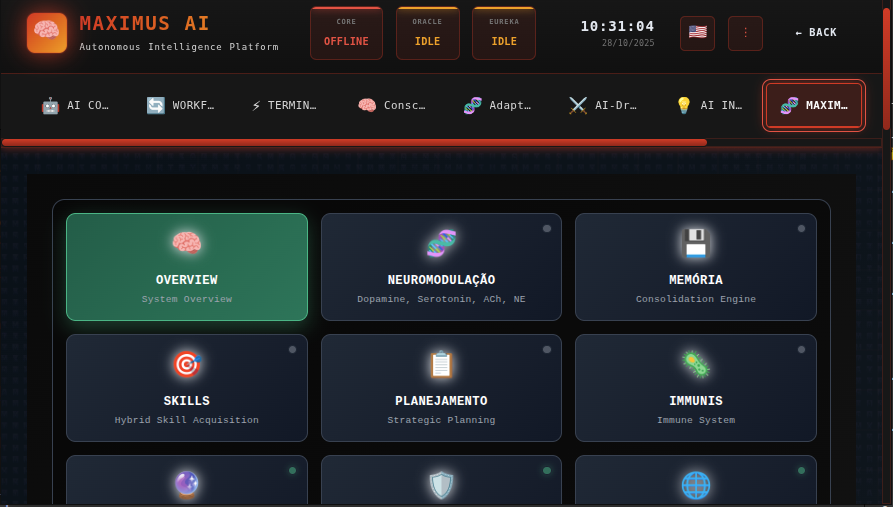 MAXIMUS AI
Autonomous Intelligence Platform
CORE
OFFLINE
ORACLE
IDLE
EUREKA
IDLE
10:31:04
28/10/2025
← BACK
AI CO…
WORKF…
TERMIN…
Consc…
Adapt…
AI-Dr…
AI IN…
MAXIM…
OVERVIEW
System Overview
NEUROMODULAÇÃO
Dopamine, Serotonin, ACh, NE
MEMÓRIA
Consolidation Engine
SKILLS
Hybrid Skill Acquisition
PLANEJAMENTO
Strategic Planning
IMMUNIS
Immune System